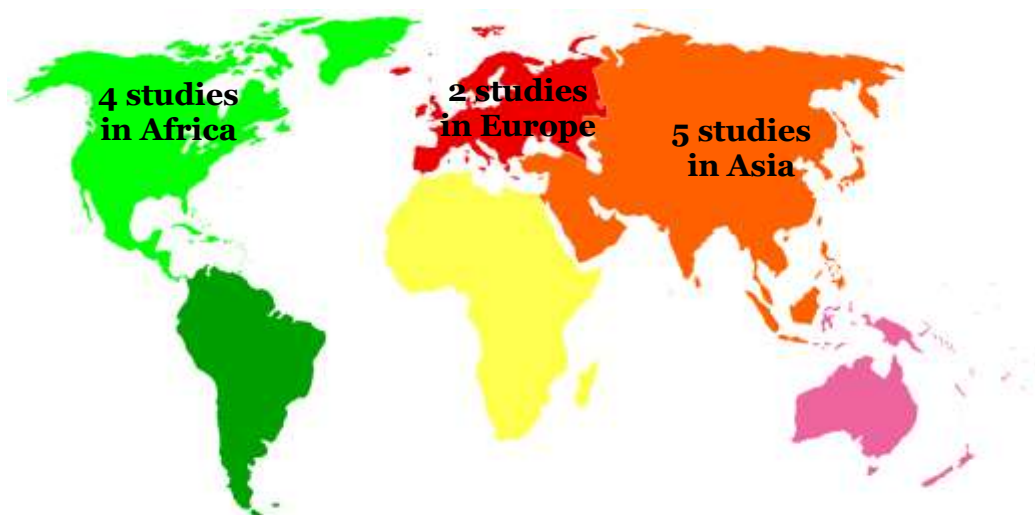 4 studies
in Africa
2 studies
in Europe
5 studies
in Asia